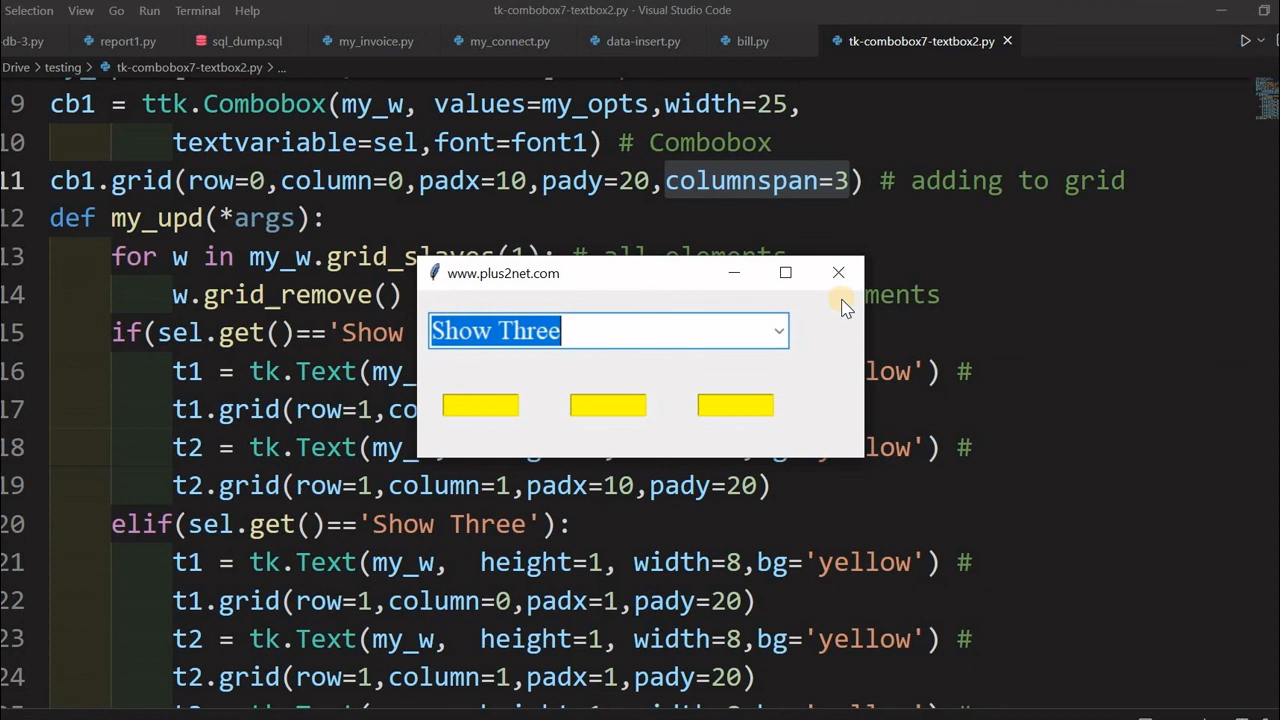 Selection View Go Run Terminal Help tk-combobox7-textbox2.py - Visual Studio Code
db-3.py report1.py sql_dump.sql my_invoice.py my_connect.py data-insert.py bill.py tk-combobox7-textbox2.py
Drive > testing > tk-combobox7-textbox2.py > ...
9 cb1 = ttk.Combobox(my_w, values=my_opts,width=25,
10 textvariable=sel,font=font1) # Combobox
11 cb1.grid(row=0,column=0,padx=10,pady=20,columnspan=3) # adding to grid
12 def my_upd(*args):
13 for w in my_w.grid_slaves(1): # all elements
14 w.grid_remove() ments
15 if(sel.get()=='Show
16 t1 = tk.Text(my_ low') #
17 t1.grid(row=1,co
18 t2 = tk.Text(my_ low') #
19 t2.grid(row=1,column=1,padx=10,pady=20)
20 elif(sel.get()=='Show Three'):
21 t1 = tk.Text(my_w, height=1, width=8,bg='yellow') #
22 t1.grid(row=1,column=0,padx=1,pady=20)
23 t2 = tk.Text(my_w, height=1, width=8,bg='yellow') #
24 t2.grid(row=1,column=1,padx=1,pady=20)
www.plus2net.com
Show Three